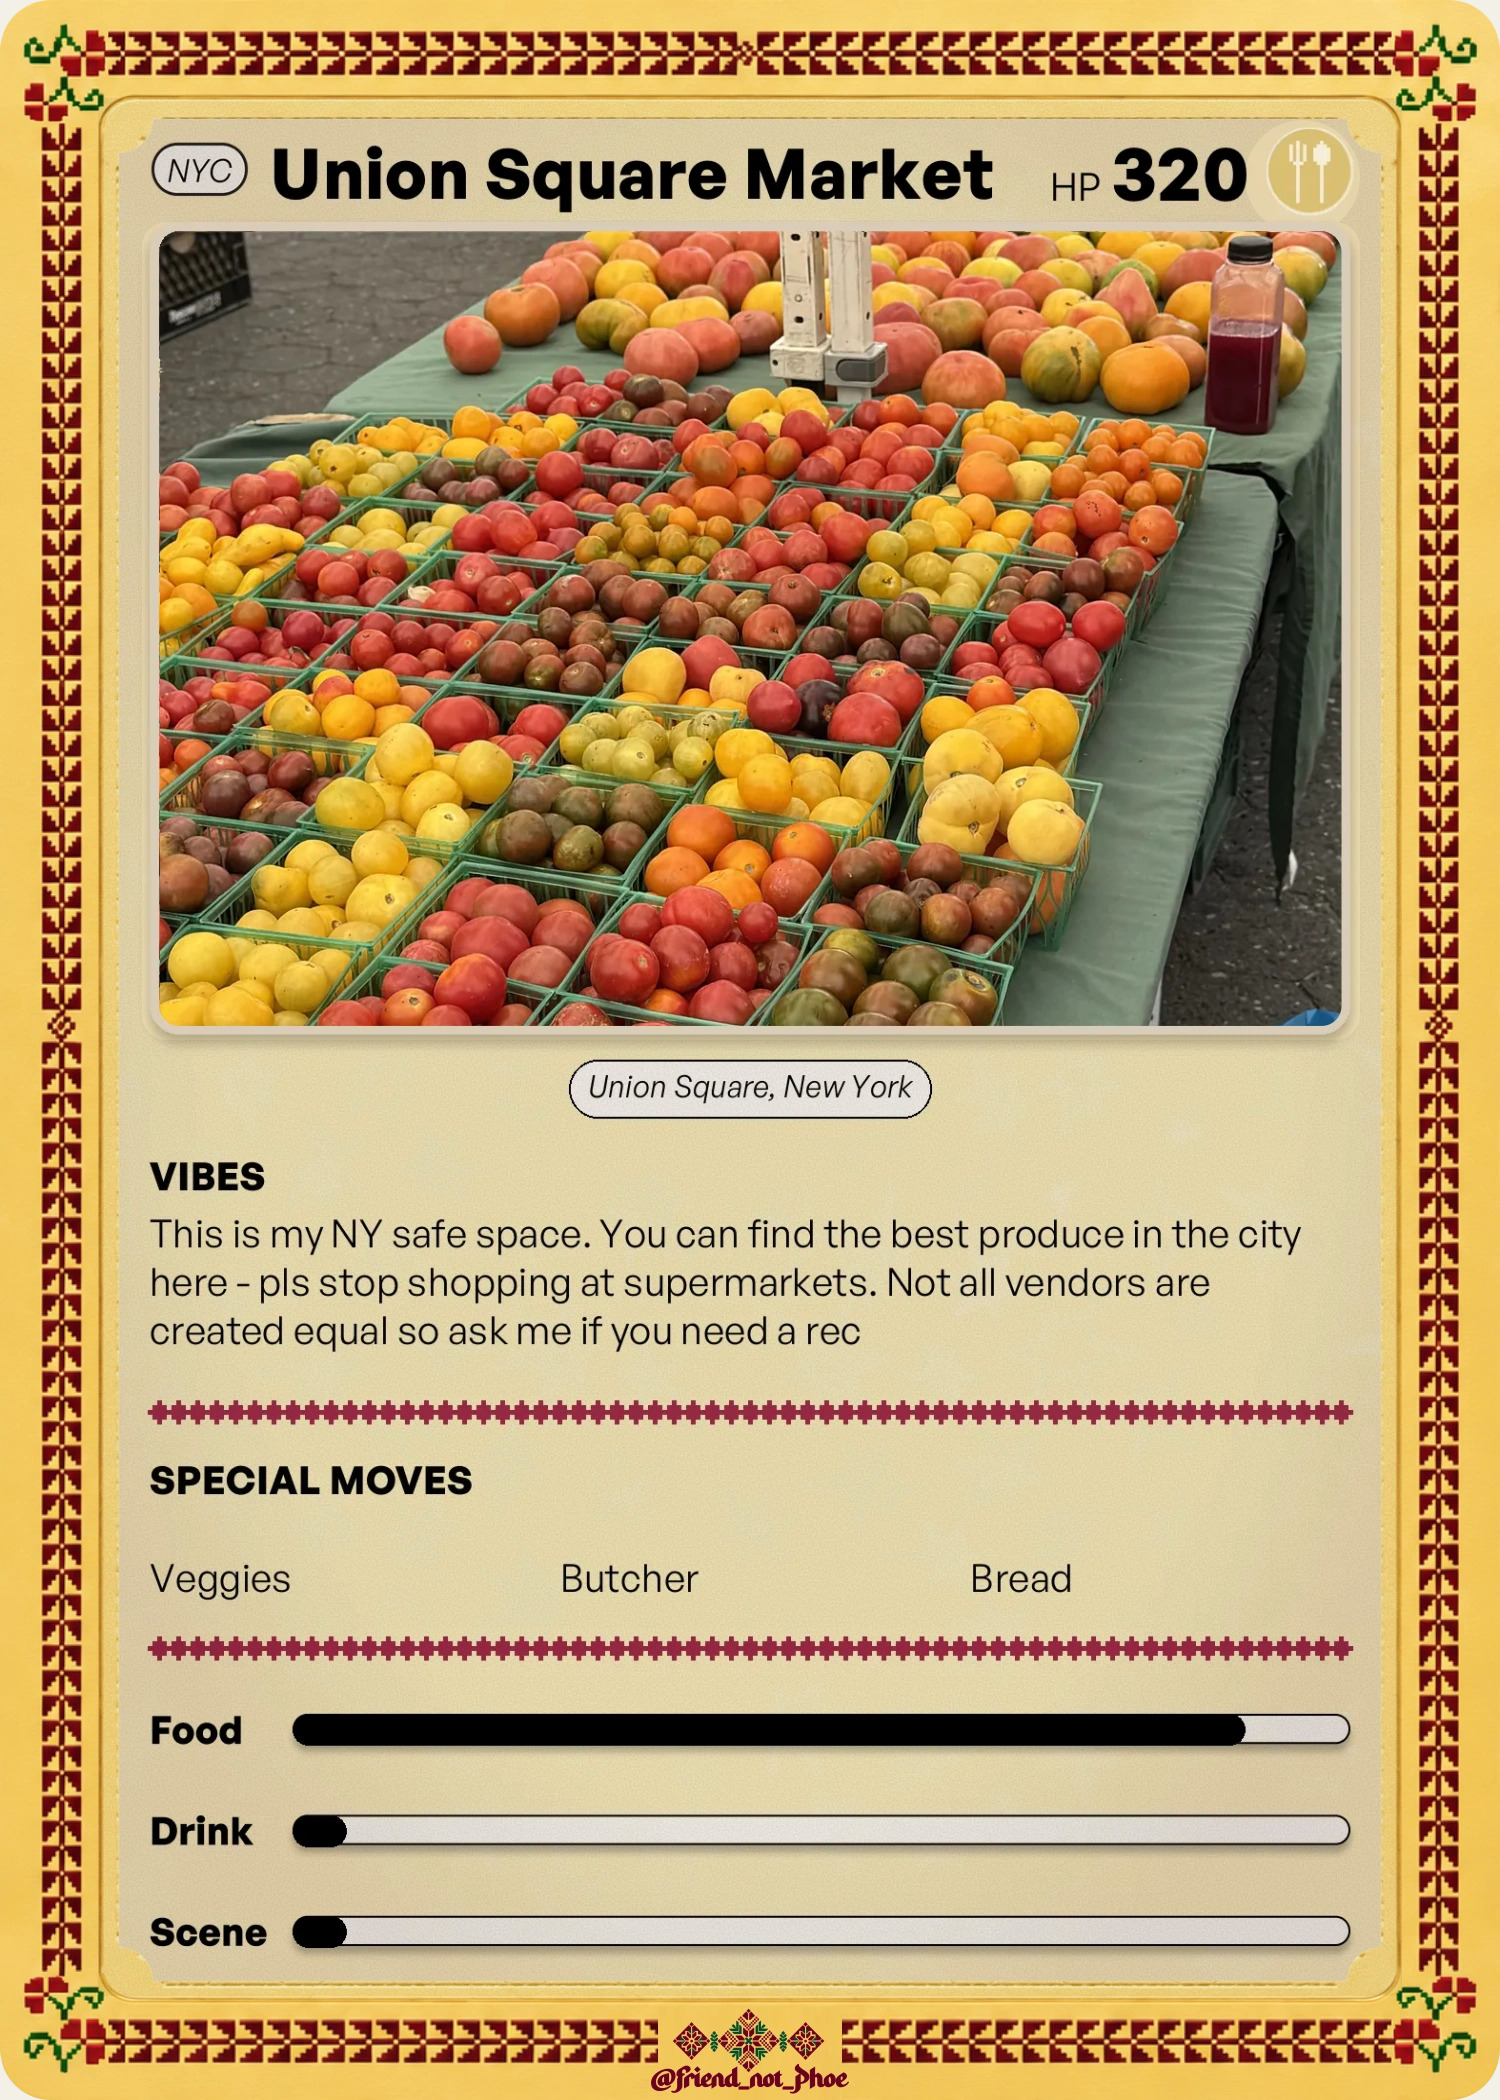 NYC Union Square Market HP 320
Union Square, New York
VIBES
This is my NY safe space. You can find the best produce in the city
here - pls stop shopping at supermarkets. Not all vendors are
created equal so ask me if you need a rec
SPECIAL MOVES
Veggies Butcher Bread
Food
Drink
Scene
@friend_not_phoe